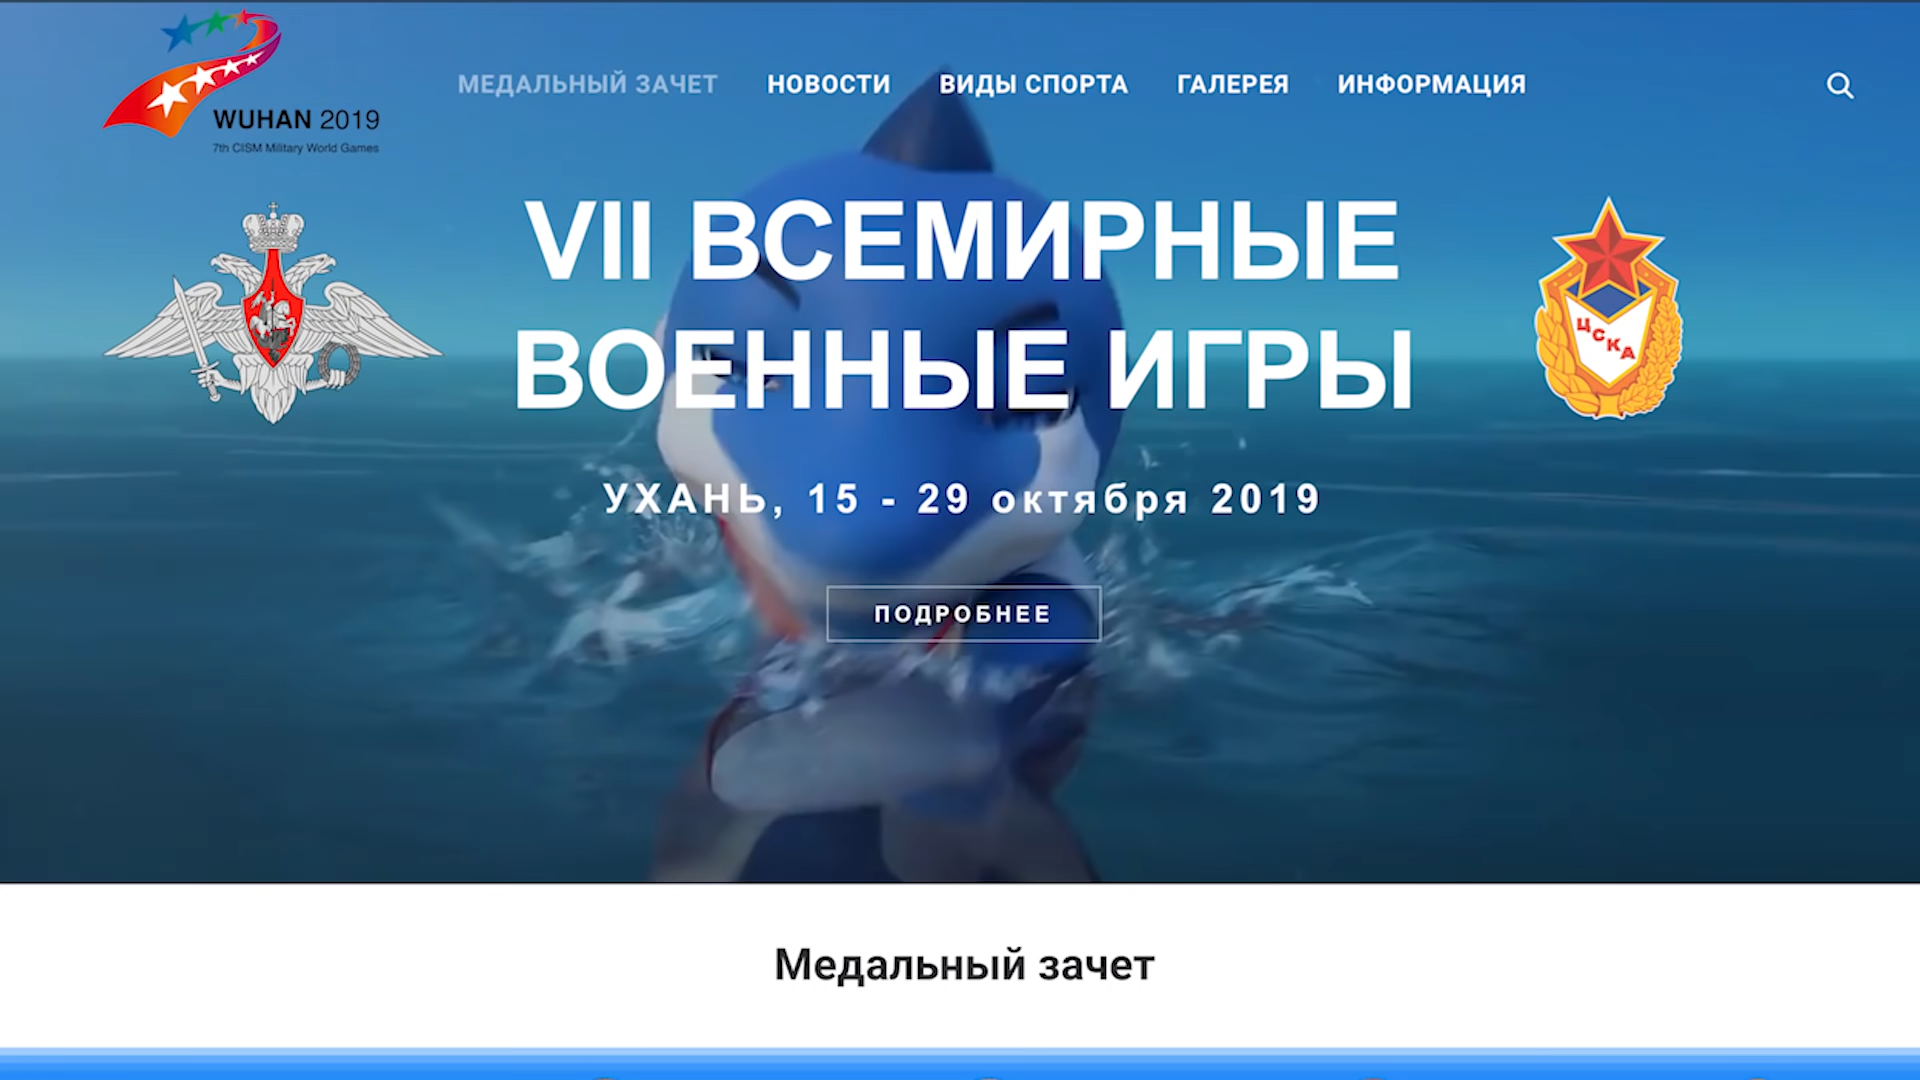 WUHAN 2019
7th CISM Military World Games
МЕДАЛЬНЫЙ ЗАЧЕТ
НОВОСТИ
ВИДЫ СПОРТА
ГАЛЕРЕЯ
ИНФОРМАЦИЯ
VII ВСЕМИРНЫЕ
ВОЕННЫЕ ИГРЫ
ЦСКА
УХАНЬ, 15 - 29 октября 2019
ПОДРОБНЕЕ
Медальный зачет